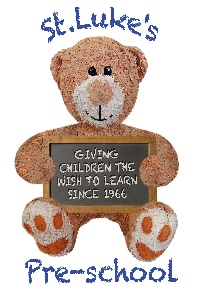 St.Luke's
GIVING
CHILDREN THE
WISH TO LEARN
SINCE 1966
Pre-school